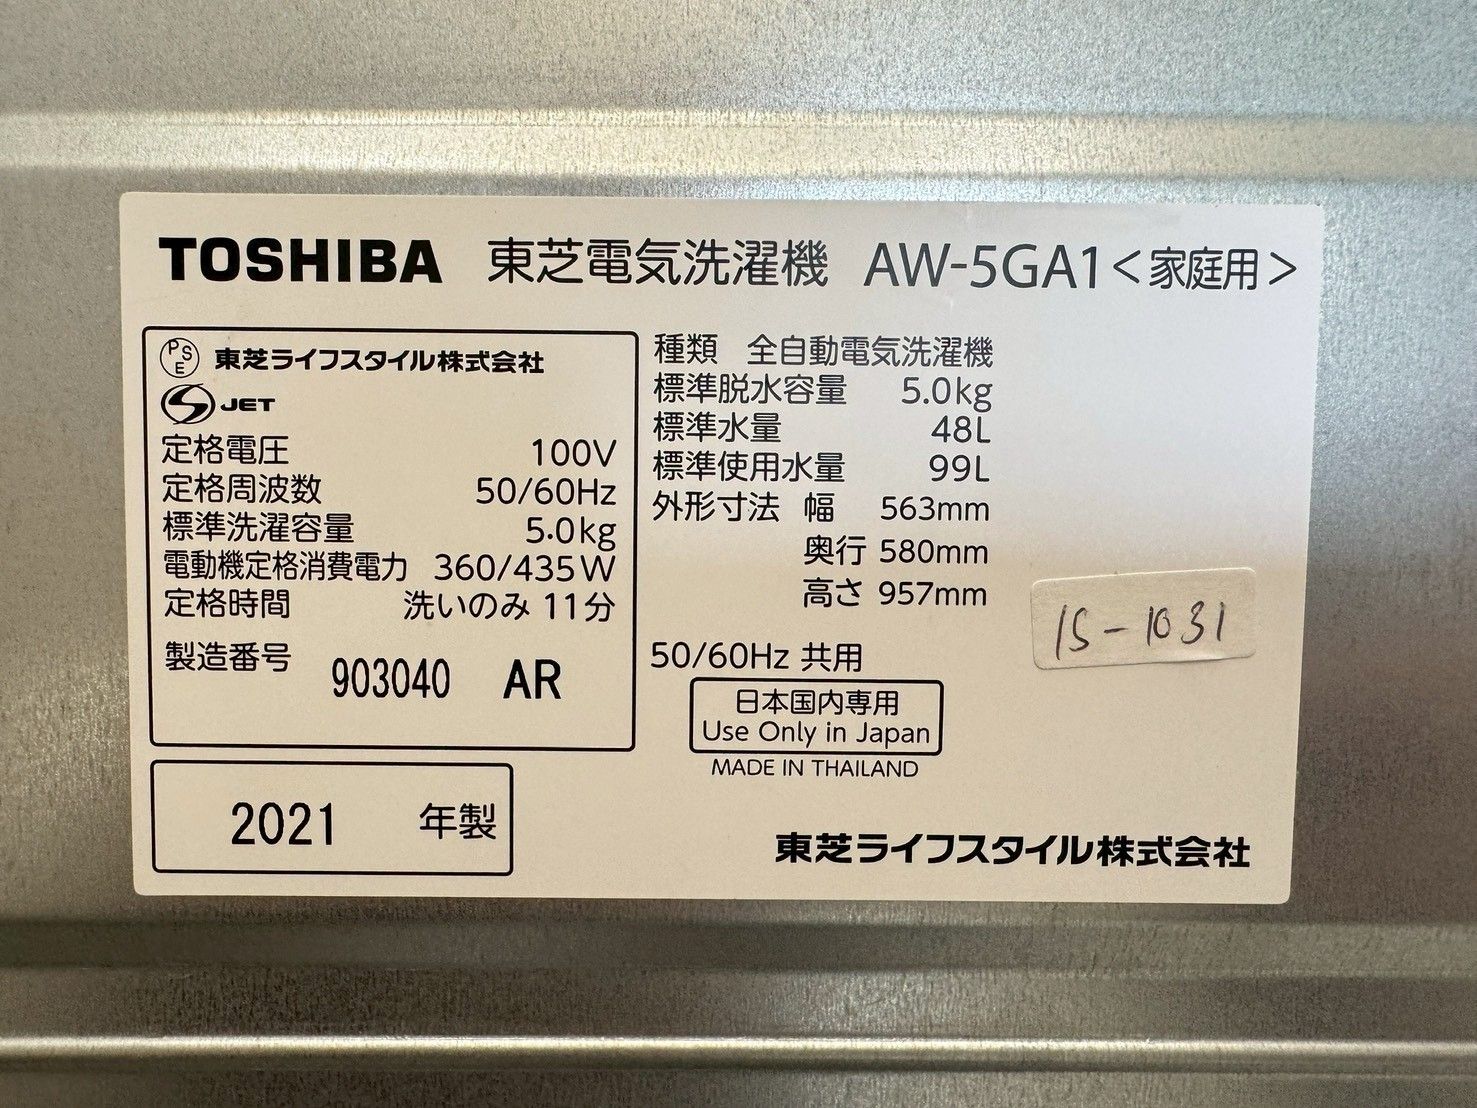 TOSHIBA 東芝電気洗濯機 AW-5GA1<家庭用>
PSE 東芝ライフスタイル株式会社
S JET
定格電圧 100V
定格周波数 50/60Hz
標準洗濯容量 5.0kg
電動機定格消費電力 360/435W
定格時間 洗いのみ 11分
製造番号 903040 AR
2021 年製
種類 全自動電気洗濯機
標準脱水容量 5.0kg
標準水量 48L
標準使用水量 99L
外形寸法 幅 563mm
奥行 580mm
高さ 957mm
50/60Hz 共用
日本国内専用
Use Only in Japan
MADE IN THAILAND
15-1031
東芝ライフスタイル株式会社